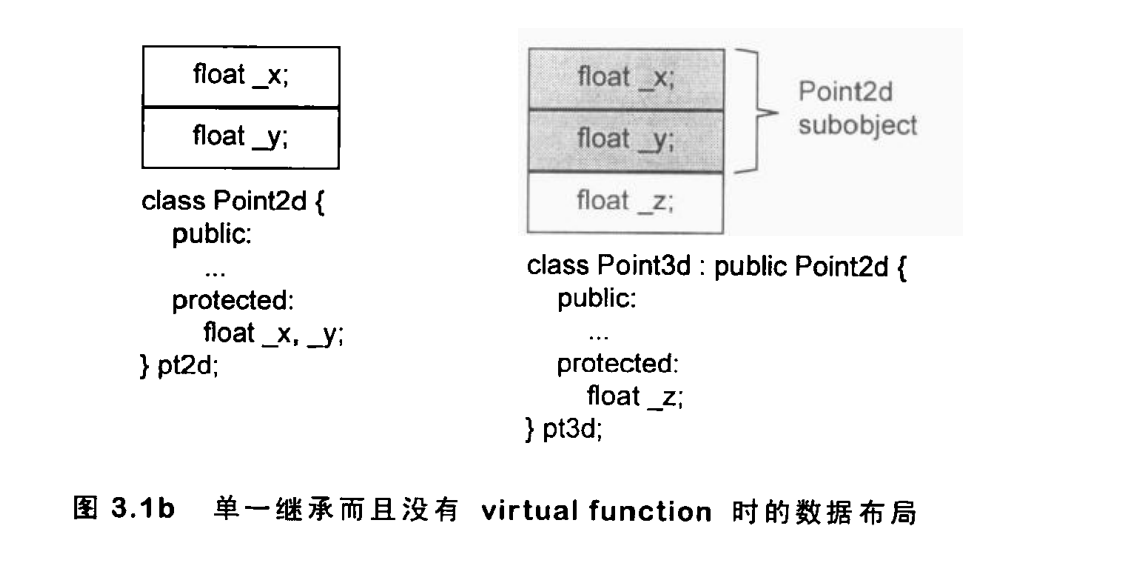 float _x;
float _y;
class Point2d {
public:
...
protected:
float _x, _y;
} pt2d;
float _x;
float _y;
float _z;
Point2d
subobject
class Point3d : public Point2d {
public:
...
protected:
float _z;
} pt3d;
图 3.1b 单一继承而且没有 virtual function 时的数据布局